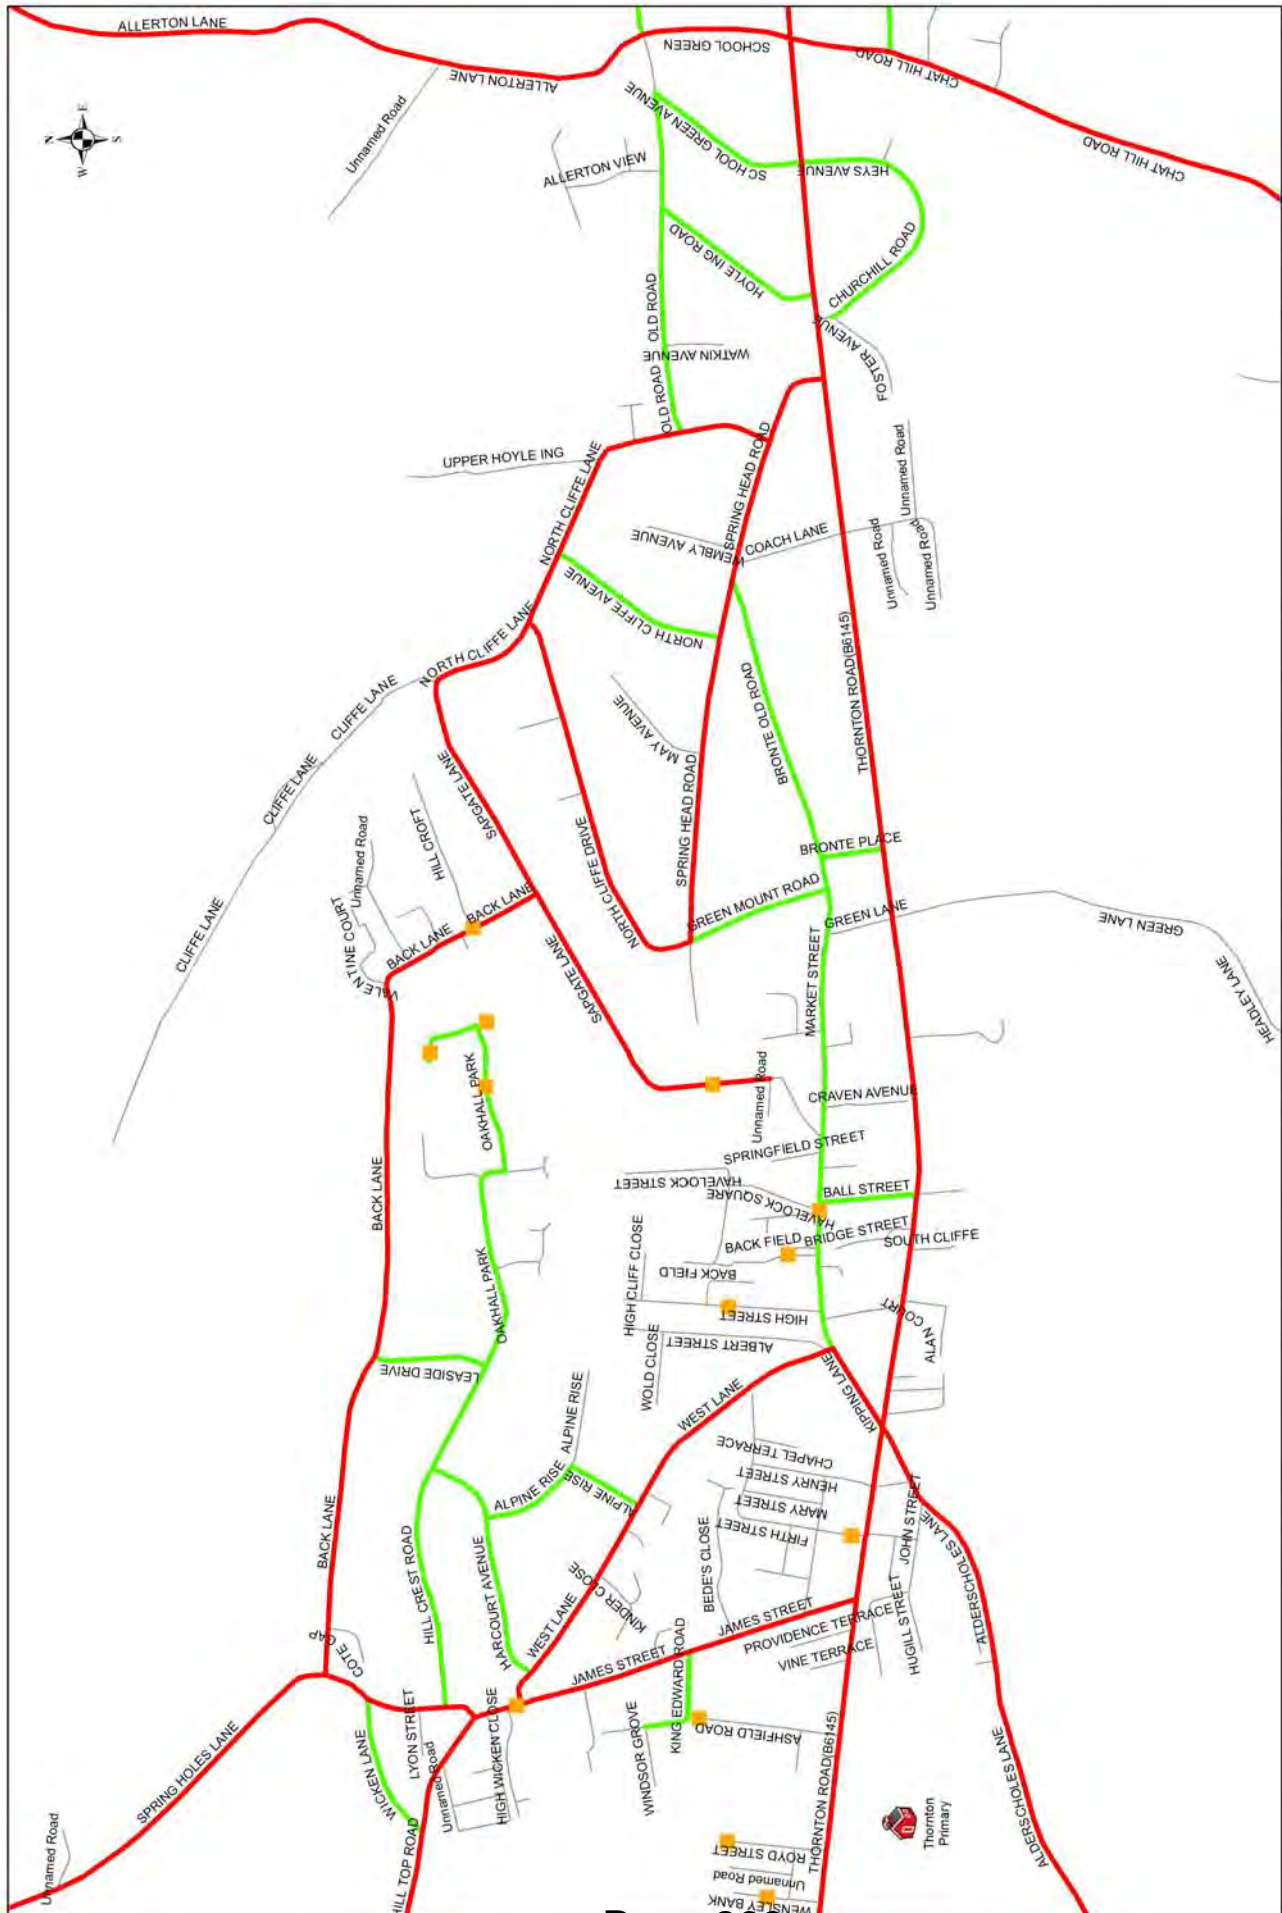 ALLERTON LANE
SCHOOL GREEN
CHAT HILL ROAD
ALLERTON LANE
N
E
W
S
Unnamed Road
SCHOOL GREEN AVENUE
ALLERTON VIEW
HEYS AVENUE
CHAT HILL ROAD
HOYLE ING ROAD
CHURCHILL ROAD
OLD ROAD
WATKIN AVENUE
FOSTER AVENUE
OLD ROAD
UPPER HOYLE ING
NORTH CLIFFE LANE
SPRING HEAD ROAD
Unnamed Road
WEMBLY AVENUE
COACH LANE
Unnamed Road
Unnamed Road
NORTH CLIFFE AVENUE
NORTH CLIFFE LANE
CLIFFE LANE
THORNTON ROAD(B6145)
MAY AVENUE
BRONTE OLD ROAD
CLIFFE LANE
SAPGATE LANE
SPRING HEAD ROAD
HILL CROFT
Unnamed Road
NORTH CLIFFE DRIVE
BRONTE PLACE
GREEN MOUNT ROAD
BACK LANE
BACK LANE
GREEN LANE
GREEN LANE
CLIFFE LANE
VALENTINE COURT
SAPGATE LANE
MARKET STREET
HEADLEY LANE
OAKHALL PARK
Unnamed Road
CRAVEN AVENUE
SPRINGFIELD STREET
BACK LANE
HAVELOCK STREET
HAVELOCK SQUARE
BALL STREET
BACK FIELD
BRIDGE STREET
SOUTH CLIFFE
OAKHALL PARK
HIGH CLIFF CLOSE
BACK FIELD
HIGH STREET
ALAN COURT
ALBERT STREET
WOLD CLOSE
LEASIDE DRIVE
WEST LANE
KIPPING LANE
ALPINE RISE
CHAPEL TERRACE
HENRY STREET
ALPINE RISE
ALPINE RISE
MARY STREET
FIRTH STREET
BACK LANE
HILL CREST ROAD
HARCOURT AVENUE
BEDE'S CLOSE
JOHN STREET
ALDERSCHOLES LANE
KINDER CLOSE
WEST LANE
JAMES STREET
HUGILL STREET
PROVIDENCE TERRACE
VINE TERRACE
ALDERSCHOLES LANE
COTE GAP
JAMES STREET
KING EDWARD ROAD
SPRING HOLES LANE
WICKEN LANE
LYON STREET
Unnamed Road
HIGH WICKEN CLOSE
WINDSOR GROVE
ASHFIELD ROAD
THORNTON ROAD(B6145)
Thornton
Primary
ALDERSCHOLES LANE
Unnamed Road
HILL TOP ROAD
ROYD STREET
Unnamed Road
WENSLEY BANK